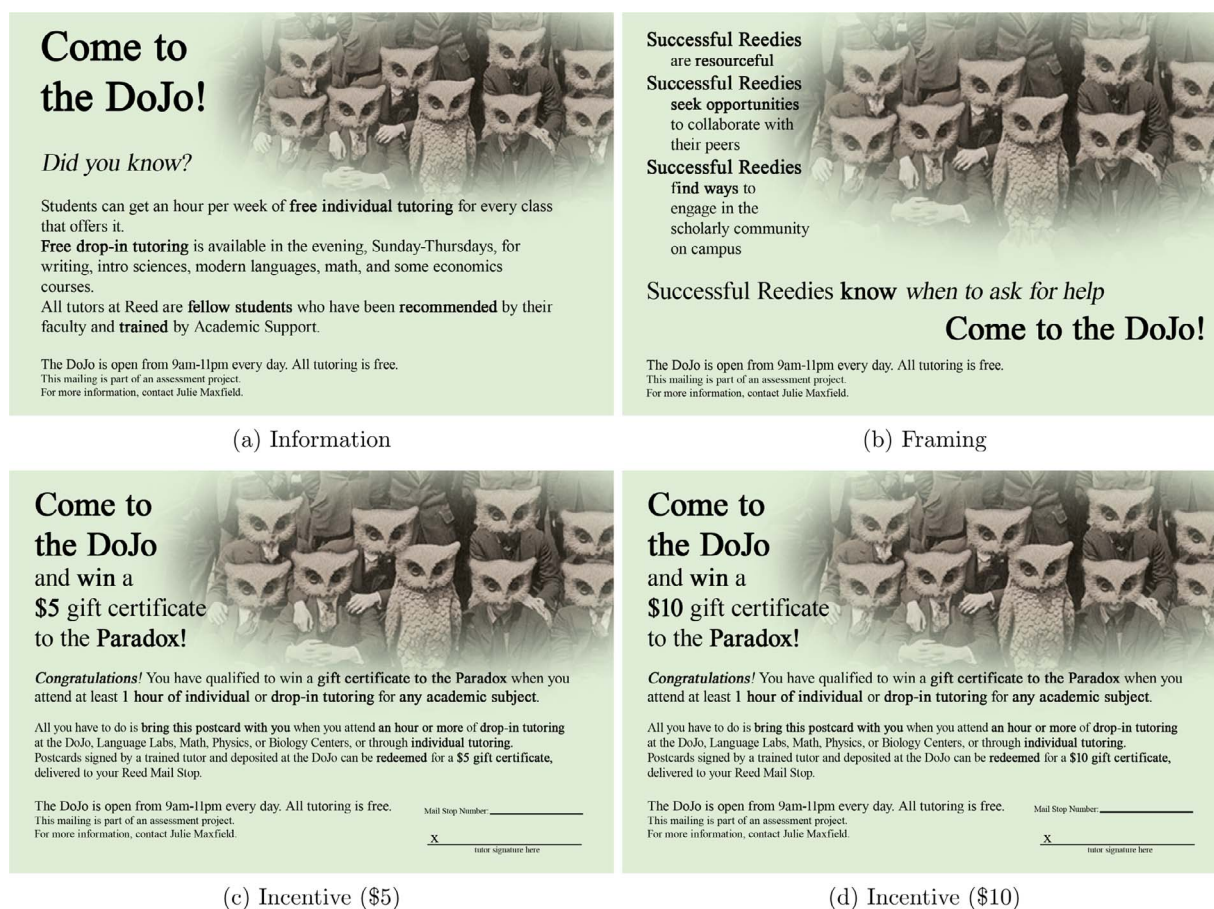 Come to
the DoJo!
Did you know?
Students can get an hour per week of free individual tutoring for every class
that offers it.
Free drop-in tutoring is available in the evening, Sunday-Thursdays, for
writing, intro sciences, modern languages, math, and some economics
courses.
All tutors at Reed are fellow students who have been recommended by their
faculty and trained by Academic Support.
The DoJo is open from 9am-11pm every day. All tutoring is free.
This mailing is part of an assessment project.
For more information, contact Julie Maxfield.
(a) Information
Successful Reedies
are resourceful
Successful Reedies
seek opportunities
to collaborate with
their peers
Successful Reedies
find ways to
engage in the
scholarly community
on campus
Successful Reedies know when to ask for help
Come to the DoJo!
The DoJo is open from 9am-11pm every day. All tutoring is free.
This mailing is part of an assessment project.
For more information, contact Julie Maxfield.
(b) Framing
Come to
the DoJo
and win a
$5 gift certificate
to the Paradox!
Congratulations! You have qualified to win a gift certificate to the Paradox when you
attend at least 1 hour of individual or drop-in tutoring for any academic subject.
All you have to do is bring this postcard with you when you attend an hour or more of drop-in tutoring
at the DoJo, Language Labs, Math, Physics, or Biology Centers, or through individual tutoring.
Postcards signed by a trained tutor and deposited at the DoJo can be redeemed for a $5 gift certificate,
delivered to your Reed Mail Stop.
The DoJo is open from 9am-11pm every day. All tutoring is free.
This mailing is part of an assessment project.
For more information, contact Julie Maxfield.
Mail Stop Number:
X
tutor signature here
(c) Incentive ($5)
Come to
the DoJo
and win a
$10 gift certificate
to the Paradox!
Congratulations! You have qualified to win a gift certificate to the Paradox when you
attend at least 1 hour of individual or drop-in tutoring for any academic subject.
All you have to do is bring this postcard with you when you attend an hour or more of drop-in tutoring
at the DoJo, Language Labs, Math, Physics, or Biology Centers, or through individual tutoring.
Postcards signed by a trained tutor and deposited at the DoJo can be redeemed for a $10 gift certificate,
delivered to your Reed Mail Stop.
The DoJo is open from 9am-11pm every day. All tutoring is free.
This mailing is part of an assessment project.
For more information, contact Julie Maxfield.
Mail Stop Number:
X
tutor signature here
(d) Incentive ($10)